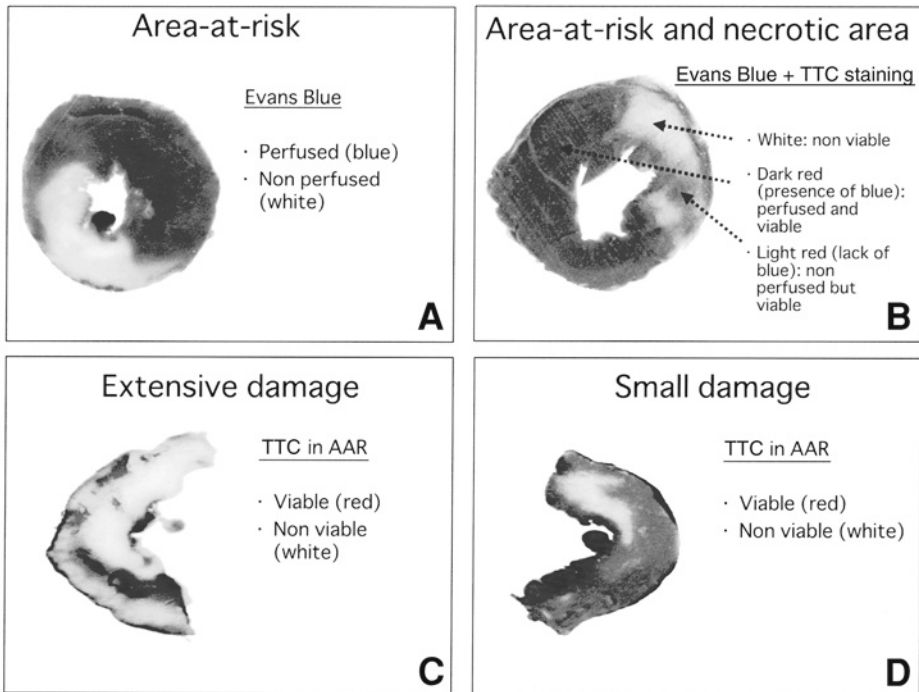 Area-at-risk
Evans Blue
· Perfused (blue)
· Non perfused
(white)
A
Area-at-risk and necrotic area
Evans Blue + TTC staining
· White: non viable
· Dark red
(presence of blue):
perfused and
viable
· Light red (lack of
blue): non
perfused but
viable
B
Extensive damage
TTC in AAR
· Viable (red)
· Non viable
(white)
C
Small damage
TTC in AAR
· Viable (red)
· Non viable (white)
D